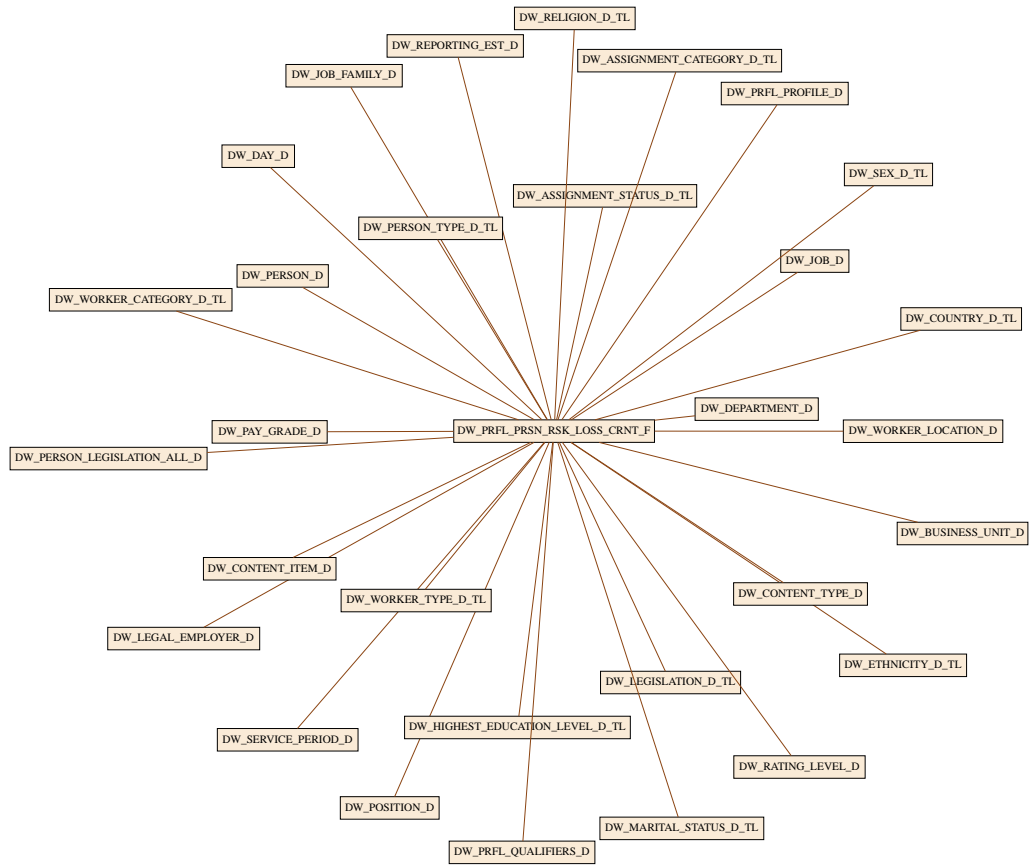 DW_RELIGION_D_TL
DW_REPORTING_EST_D
DW_ASSIGNMENT_CATEGORY_D_TL
DW_JOB_FAMILY_D
DW_PRFL_PROFILE_D
DW_DAY_D
DW_SEX_D_TL
DW_ASSIGNMENT_STATUS_D_TL
DW_PERSON_TYPE_D_TL
DW_JOB_D
DW_PERSON_D
DW_WORKER_CATEGORY_D_TL
DW_COUNTRY_D_TL
DW_DEPARTMENT_D
DW_PAY_GRADE_D
DW_PRFL_PRSN_RSK_LOSS_CRNT_F
DW_WORKER_LOCATION_D
DW_PERSON_LEGISLATION_ALL_D
DW_BUSINESS_UNIT_D
DW_CONTENT_ITEM_D
DW_CONTENT_TYPE_D
DW_WORKER_TYPE_D_TL
DW_LEGAL_EMPLOYER_D
DW_ETHNICITY_D_TL
DW_LEGISLATION_D_TL
DW_HIGHEST_EDUCATION_LEVEL_D_TL
DW_SERVICE_PERIOD_D
DW_RATING_LEVEL_D
DW_POSITION_D
DW_MARITAL_STATUS_D_TL
DW_PRFL_QUALIFIERS_D